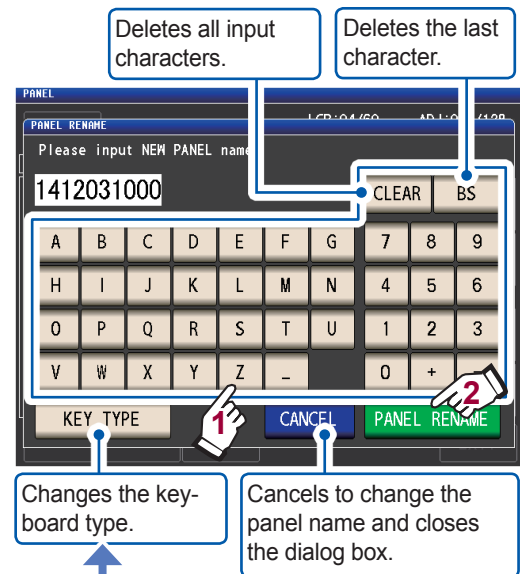 Deletes all input
characters.
Deletes the last
character.
PANEL
PANEL RENAME
Please input NEW PANEL name
1412031000
CLEAR BS
A B C D E F G 7 8 9
H I J K L M N 4 5 6
O P Q R S T U 1 2 3
V W X Y Z _ 0 +
1
2
KEY TYPE CANCEL PANEL RENAME
Changes the key-
board type.
Cancels to change the
panel name and closes
the dialog box.